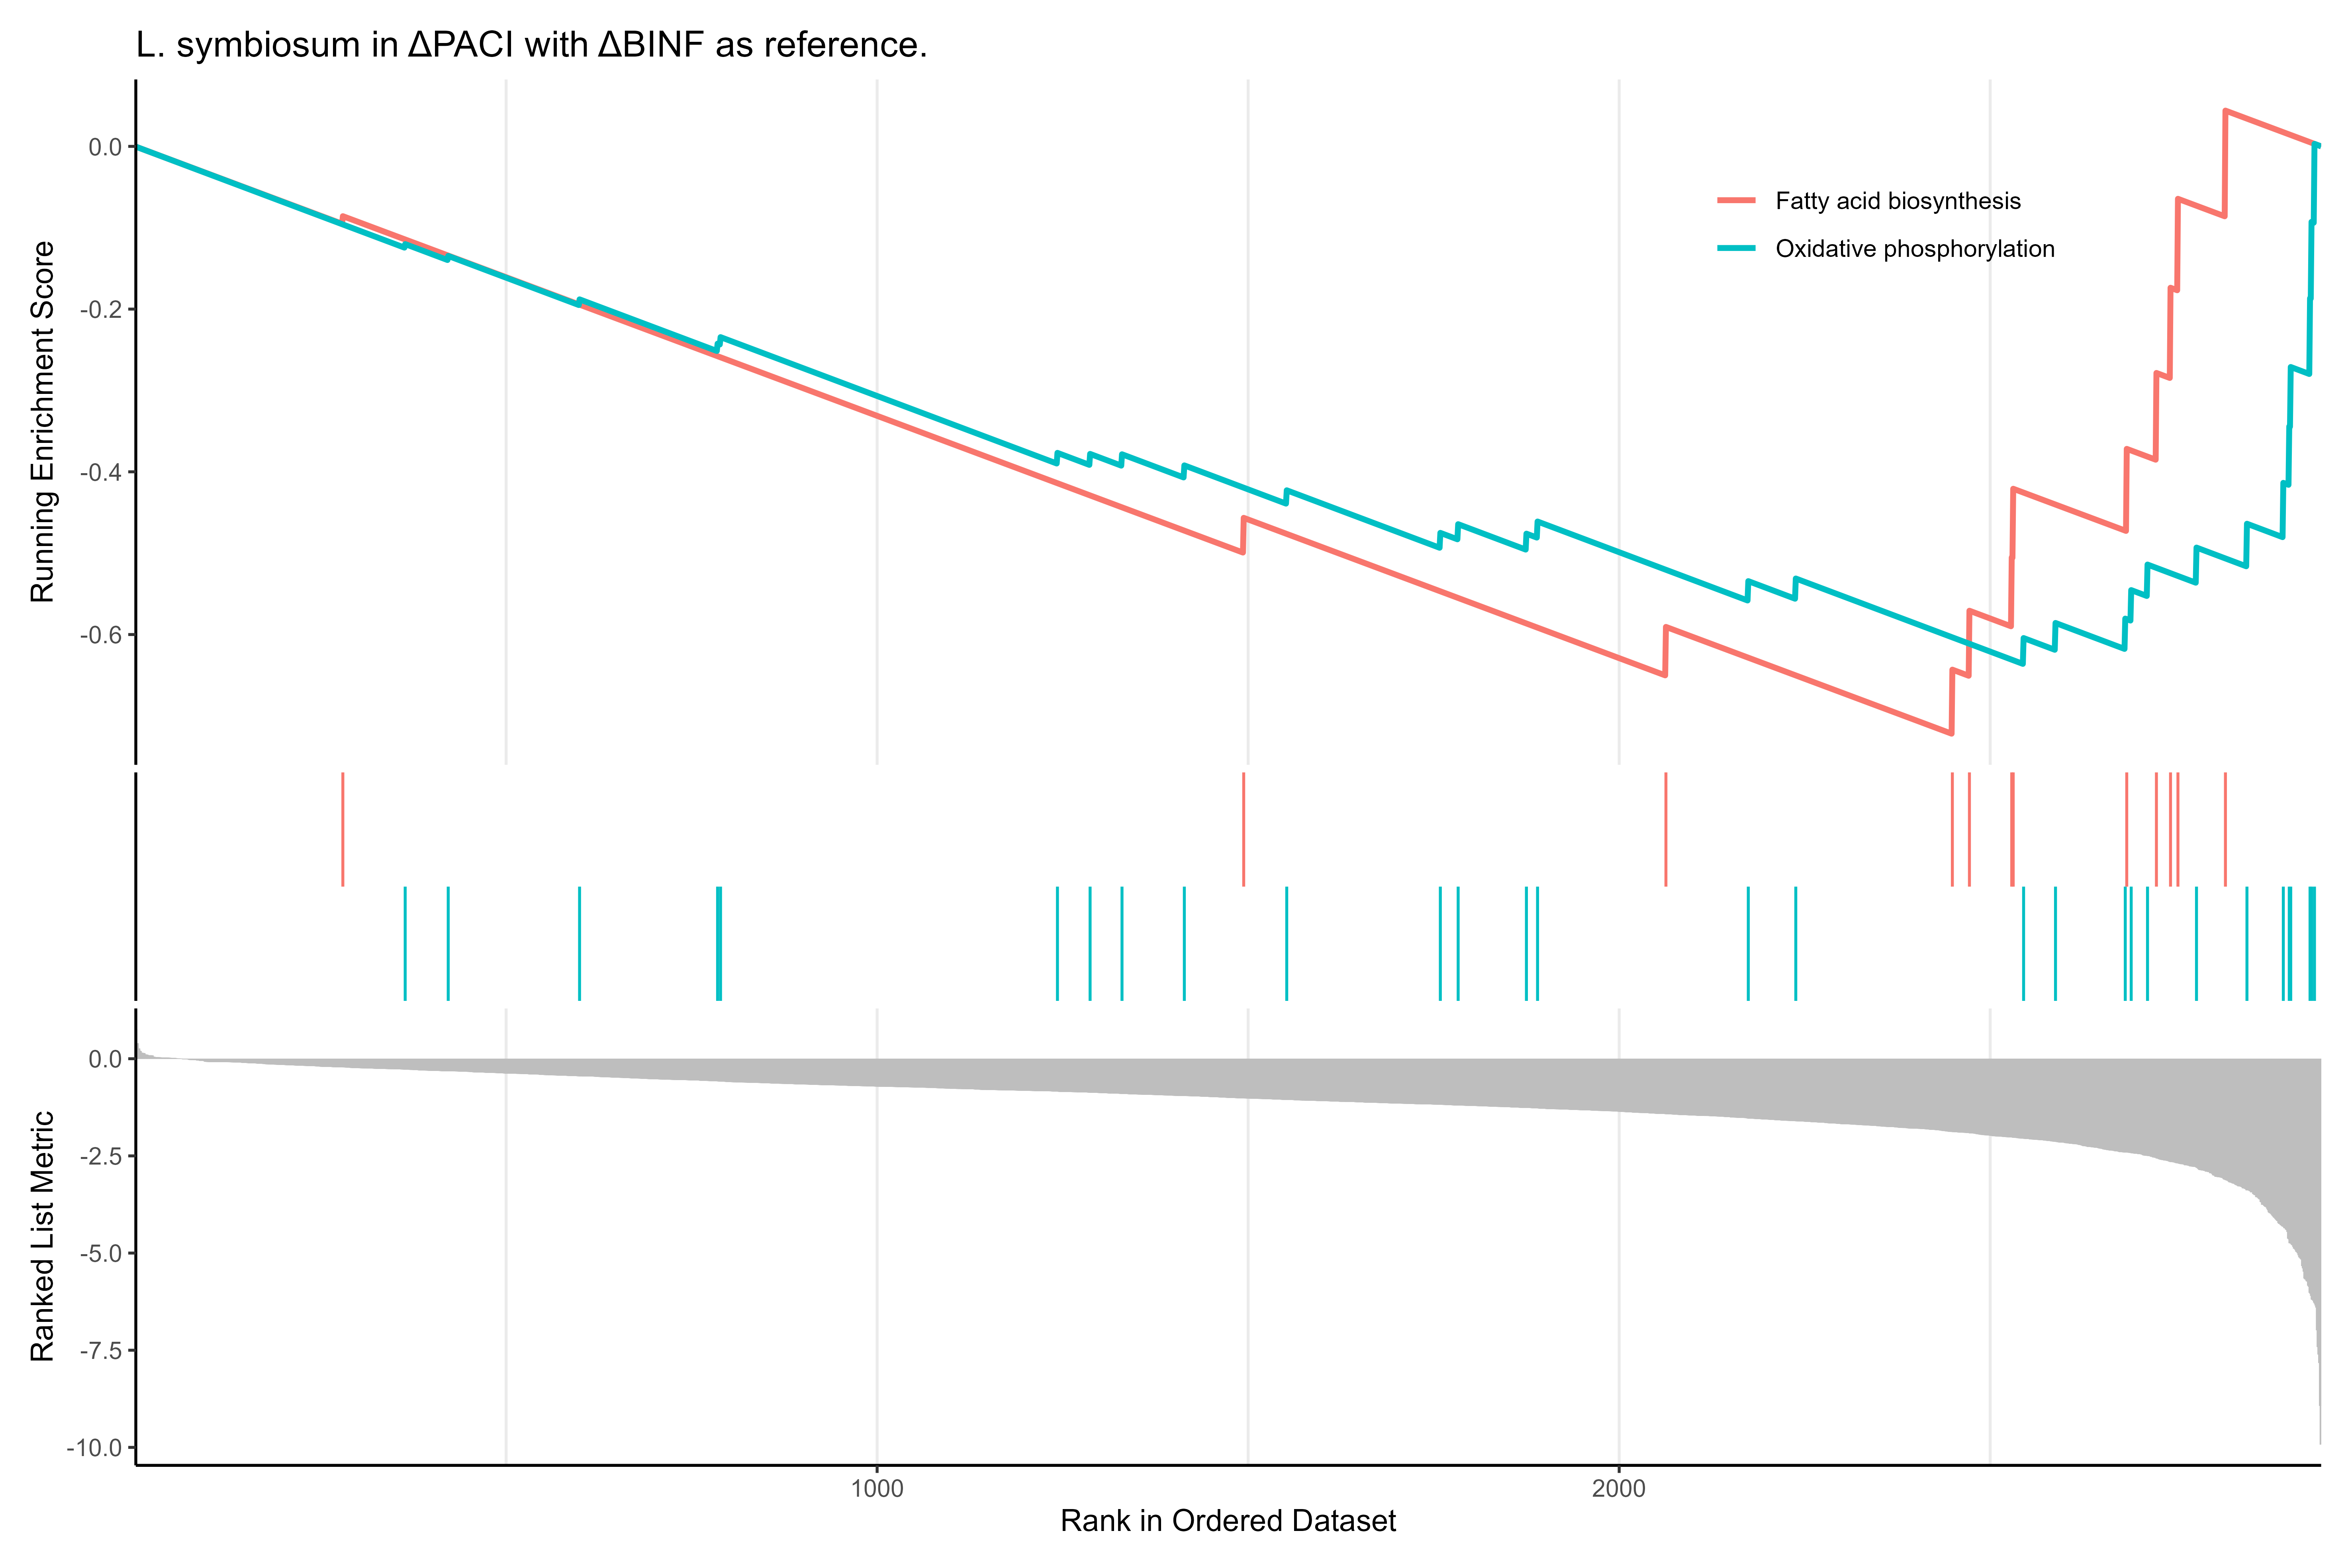 L. symbiosum in ΔPACI with ΔBINF as reference.
Running Enrichment Score
0.0
-0.2
-0.4
-0.6
Fatty acid biosynthesis
Oxidative phosphorylation
Ranked List Metric
0.0
-2.5
-5.0
-7.5
-10.0
1000
2000
Rank in Ordered Dataset